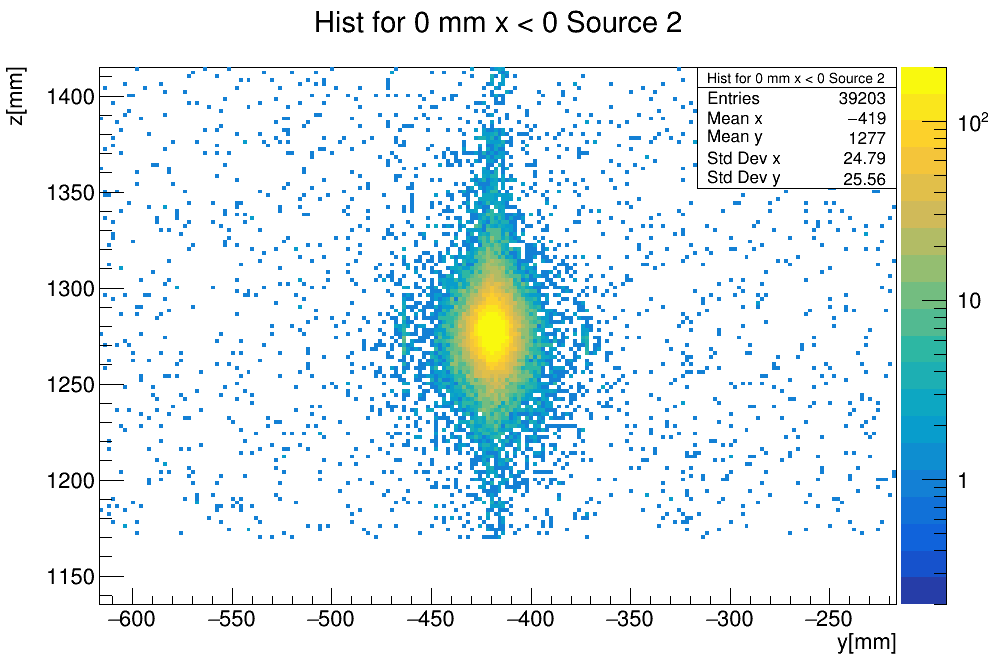 Hist for 0 mm x < 0 Source 2
z[mm]
Hist for 0 mm x < 0 Source 2
Entries 39203
Mean x −419
Mean y 1277
Std Dev x 24.79
Std Dev y 25.56
1400
1350
1300
1250
1200
1150
10²
10
1
−600 −550 −500 −450 −400 −350 −300 −250
y[mm]